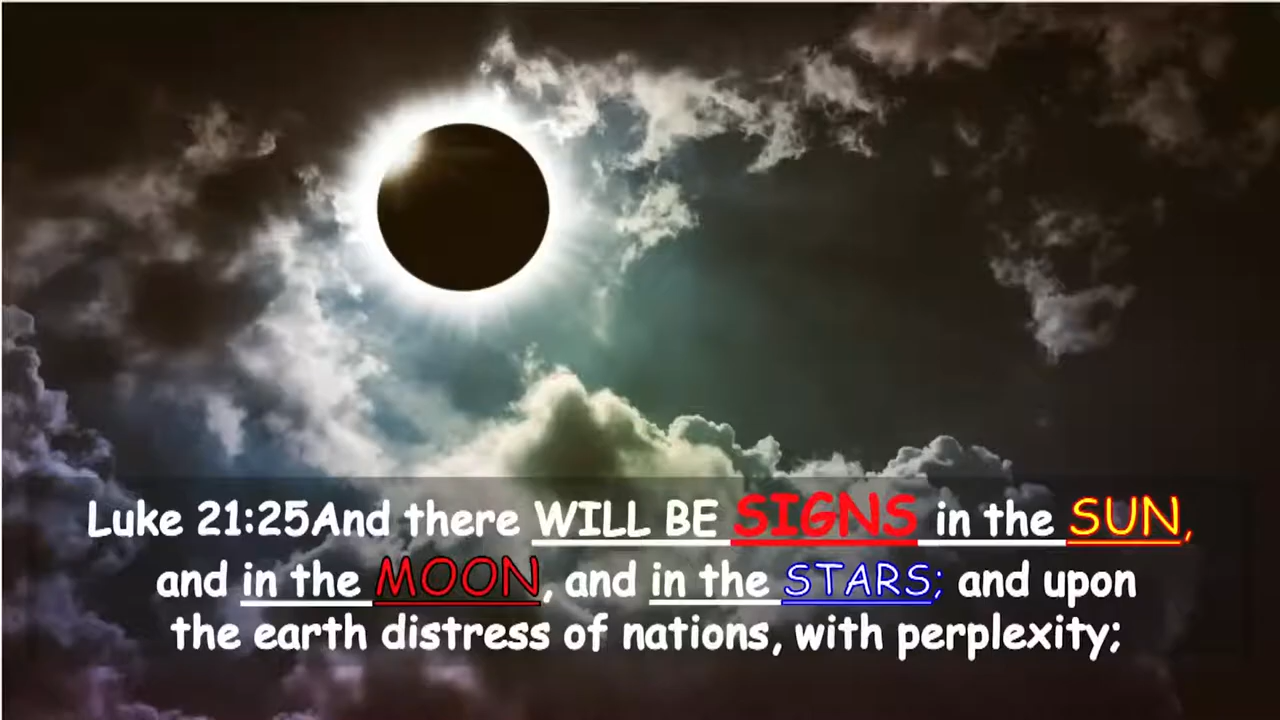 Luke 21:25And there WILL BE SIGNS in the SUN,
and in the MOON, and in the STARS; and upon
the earth distress of nations, with perplexity;